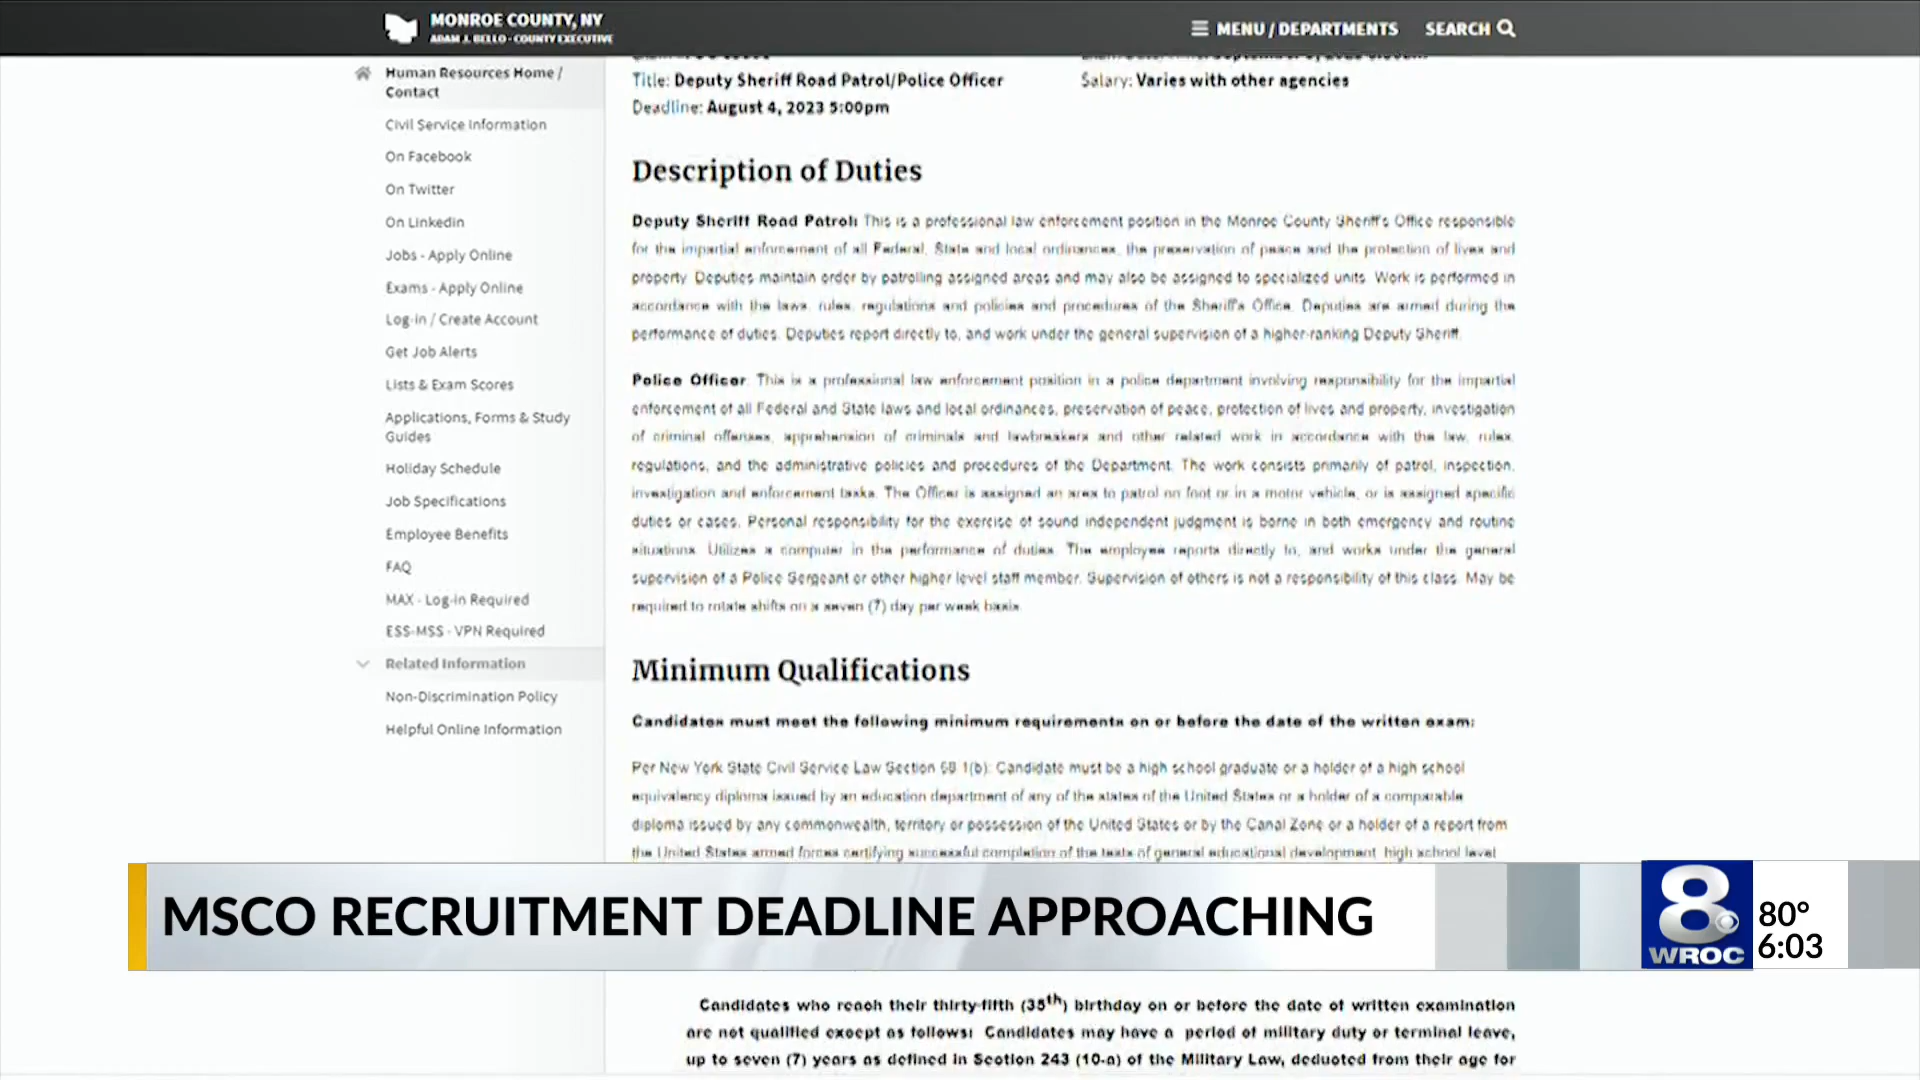 MONROE COUNTY, NY
ADAM J. BELLO - COUNTY EXECUTIVE
MENU / DEPARTMENTS
SEARCH
Human Resources Home /
Contact
Civil Service Information
On Facebook
On Twitter
On Linkedin
Jobs - Apply Online
Exams - Apply Online
Log-in / Create Account
Get Job Alerts
Lists & Exam Scores
Applications, Forms & Study
Guides
Holiday Schedule
Job Specifications
Employee Benefits
FAQ
MAX - Log-in Required
ESS-MSS - VPN Required
Related Information
Non-Discrimination Policy
Helpful Online Information
Title: Deputy Sheriff Road Patrol/Police Officer
Salary: Varies with other agencies
Deadline: August 4, 2023 5:00pm
Description of Duties
Deputy Sheriff Road Patrol: This is a professional law enforcement position in the Monroe County Sheriff's Office responsible
for the impartial enforcement of all Federal, State and local ordinances, the preservation of peace and the protection of lives and
property. Deputies maintain order by patrolling assigned areas and may also be assigned to specialized units. Work is performed in
accordance with the laws, rules, regulations and policies and procedures of the Sheriff's Office. Deputies are armed during the
performance of duties. Deputies report directly to, and work under the general supervision of a higher-ranking Deputy Sheriff.
Police Officer: This is a professional law enforcement position in a police department involving responsibility for the impartial
enforcement of all Federal and State laws and local ordinances, preservation of peace, protection of lives and property, investigation
of criminal offenses, apprehension of criminals and lawbreakers and other related work in accordance with the law, rules,
regulations, and the administrative policies and procedures of the Department. The work consists primarily of patrol, inspection,
investigation and enforcement tasks. The Officer is assigned an area to patrol on foot or in a motor vehicle, or is assigned specific
duties or cases. Personal responsibility for the exercise of sound independent judgment is borne in both emergency and routine
situations. Utilizes a computer in the performance of duties. The employee reports directly to, and works under the general
supervision of a Police Sergeant or other higher level staff member. Supervision of others is not a responsibility of this class. May be
required to rotate shifts on a seven (7) day per week basis.
Minimum Qualifications
Candidates must meet the following minimum requirements on or before the date of the written exam:
Per New York State Civil Service Law Section 58 1(b): Candidate must be a high school graduate or a holder of a high school
equivalency diploma issued by an education department of any of the states of the United States or a holder of a comparable
diploma issued by any commonwealth, territory or possession of the United States or by the Canal Zone or a holder of a report from
the United States armed forces certifying successful completion of the tests of general educational development, high school level
MSCO RECRUITMENT DEADLINE APPROACHING
8
WROC
80°
6:03
Candidates who reach their thirty-fifth (35th) birthday on or before the date of written examination
are not qualified except as follows: Candidates may have a period of military duty or terminal leave,
up to seven (7) years as defined in Section 243 (10-a) of the Military Law, deducted from their age for